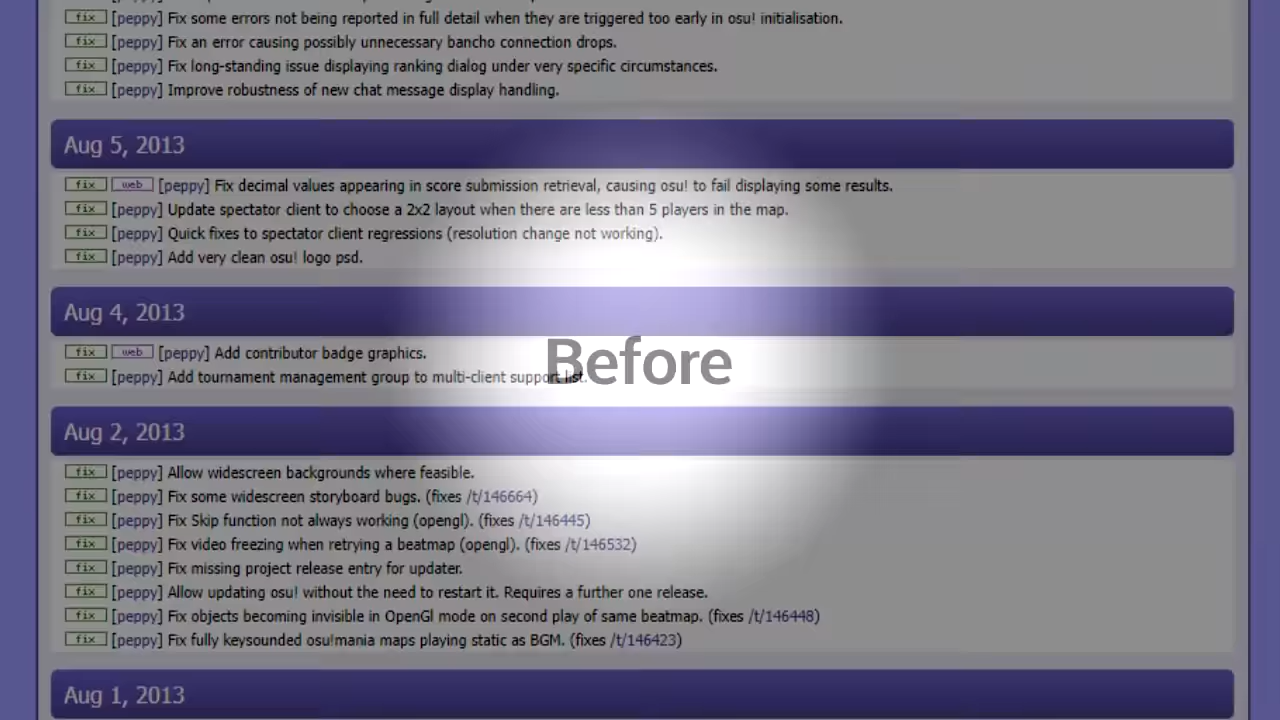 fix [peppy] Fix some errors not being reported in full detail when they are triggered too early in osu! initialisation.
fix [peppy] Fix an error causing possibly unnecessary bancho connection drops.
fix [peppy] Fix long-standing issue displaying ranking dialog under very specific circumstances.
fix [peppy] Improve robustness of new chat message display handling.
Aug 5, 2013
fix web [peppy] Fix decimal values appearing in score submission retrieval, causing osu! to fail displaying some results.
fix [peppy] Update spectator client to choose a 2x2 layout when there are less than 5 players in the map.
fix [peppy] Quick fixes to spectator client regressions (resolution change not working).
fix [peppy] Add very clean osu! logo psd.
Aug 4, 2013
fix web [peppy] Add contributor badge graphics.
Before
fix [peppy] Add tournament management group to multi-client support list.
Aug 2, 2013
fix [peppy] Allow widescreen backgrounds where feasible.
fix [peppy] Fix some widescreen storyboard bugs. (fixes /t/146664)
fix [peppy] Fix Skip function not always working (opengl). (fixes /t/146445)
fix [peppy] Fix video freezing when retrying a beatmap (opengl). (fixes /t/146532)
fix [peppy] Fix missing project release entry for updater.
fix [peppy] Allow updating osu! without the need to restart it. Requires a further one release.
fix [peppy] Fix objects becoming invisible in OpenGl mode on second play of same beatmap. (fixes /t/146448)
fix [peppy] Fix fully keysounded osu!mania maps playing static as BGM. (fixes /t/146423)
Aug 1, 2013